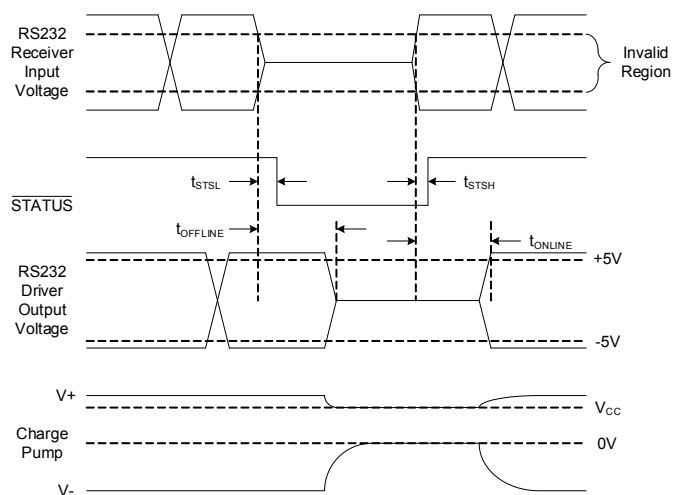 RS232
Receiver
Input
Voltage
Invalid
Region
STATUS
tSTSL
tSTSH
tOFFLINE
tONLINE
RS232
Driver
Output
Voltage
+5V
-5V
V+
VCC
Charge
Pump
0V
V-